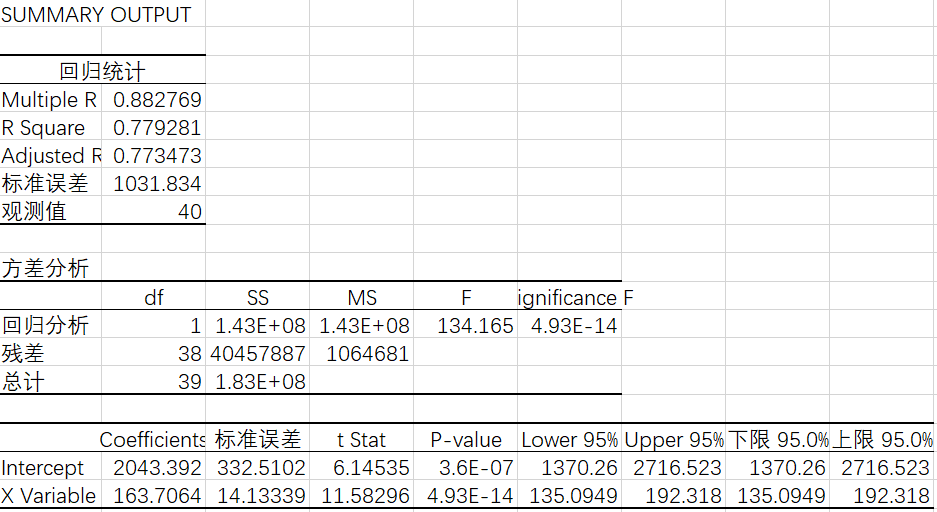 SUMMARY OUTPUT
回归统计
Multiple R 0.882769
R Square 0.779281
Adjusted R 0.773473
标准误差 1031.834
观测值 40
方差分析
df SS MS F ignificance F
回归分析 1 1.43E+08 1.43E+08 134.165 4.93E-14
残差 38 40457887 1064681
总计 39 1.83E+08
Coefficients 标准误差 t Stat P-value Lower 95% Upper 95% 下限 95.0% 上限 95.0%
Intercept 2043.392 332.5102 6.14535 3.6E-07 1370.26 2716.523 1370.26 2716.523
X Variable 163.7064 14.13339 11.58296 4.93E-14 135.0949 192.318 135.0949 192.318